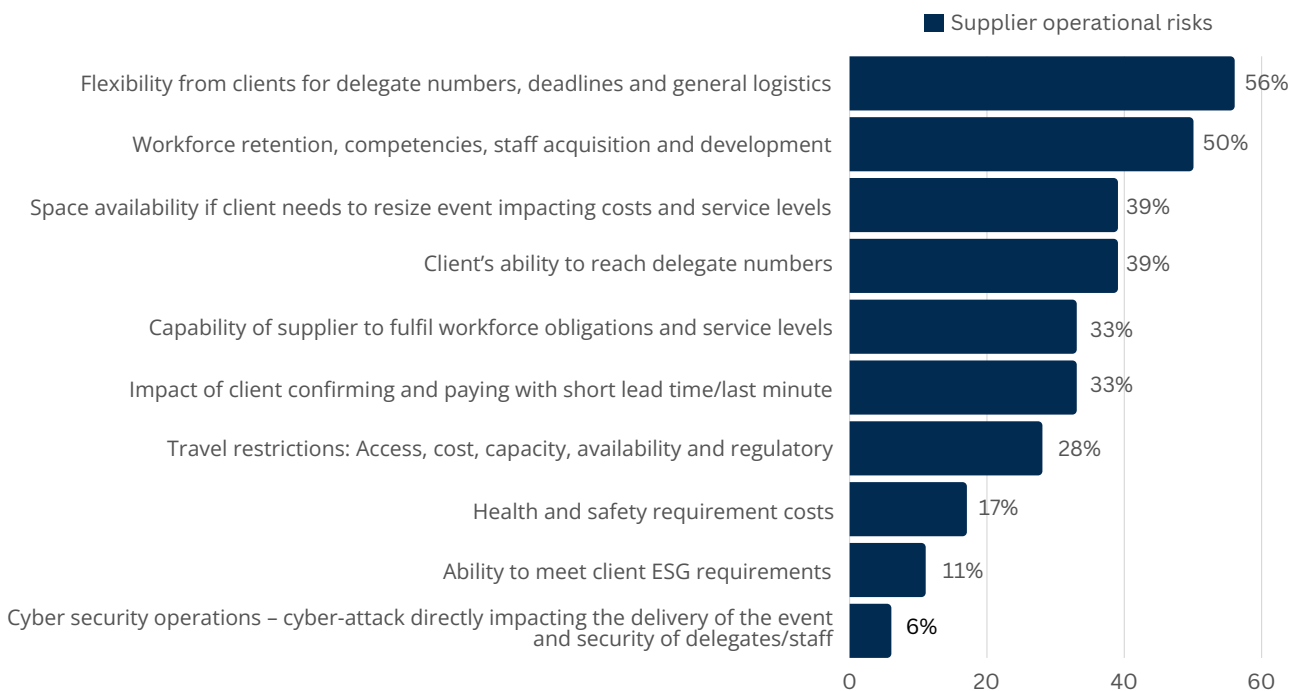 Supplier operational risks
Flexibility from clients for delegate numbers, deadlines and general logistics
56%
Workforce retention, competencies, staff acquisition and development
50%
Space availability if client needs to resize event impacting costs and service levels
39%
Client’s ability to reach delegate numbers
39%
Capability of supplier to fulfil workforce obligations and service levels
33%
Impact of client confirming and paying with short lead time/last minute
33%
Travel restrictions: Access, cost, capacity, availability and regulatory
28%
Health and safety requirement costs
17%
Ability to meet client ESG requirements
11%
Cyber security operations – cyber-attack directly impacting the delivery of the event
and security of delegates/staff
6%
0 20 40 60